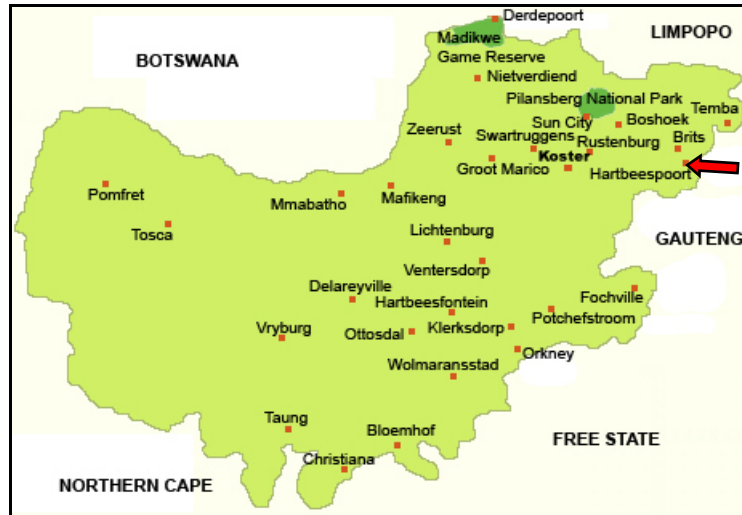 Derdepoort
Madikwe
LIMPOPO
BOTSWANA
Game Reserve
Nietverdiend
Pilansberg National Park
Temba
Sun City
Boshoek
Zeerust
Swartruggens
Rustenburg
Brits
Koster
Groot Marico
Hartbeespoort
Pomfret
Mmabatho
Mafikeng
Tosca
Lichtenburg
GAUTENG
Ventersdorp
Delareyville
Fochville
Hartbeesfontein
Potchefstroom
Vryburg
Ottosdal
Klerksdorp
Orkney
Wolmaransstad
Taung
Bloemhof
FREE STATE
Christiana
NORTHERN CAPE